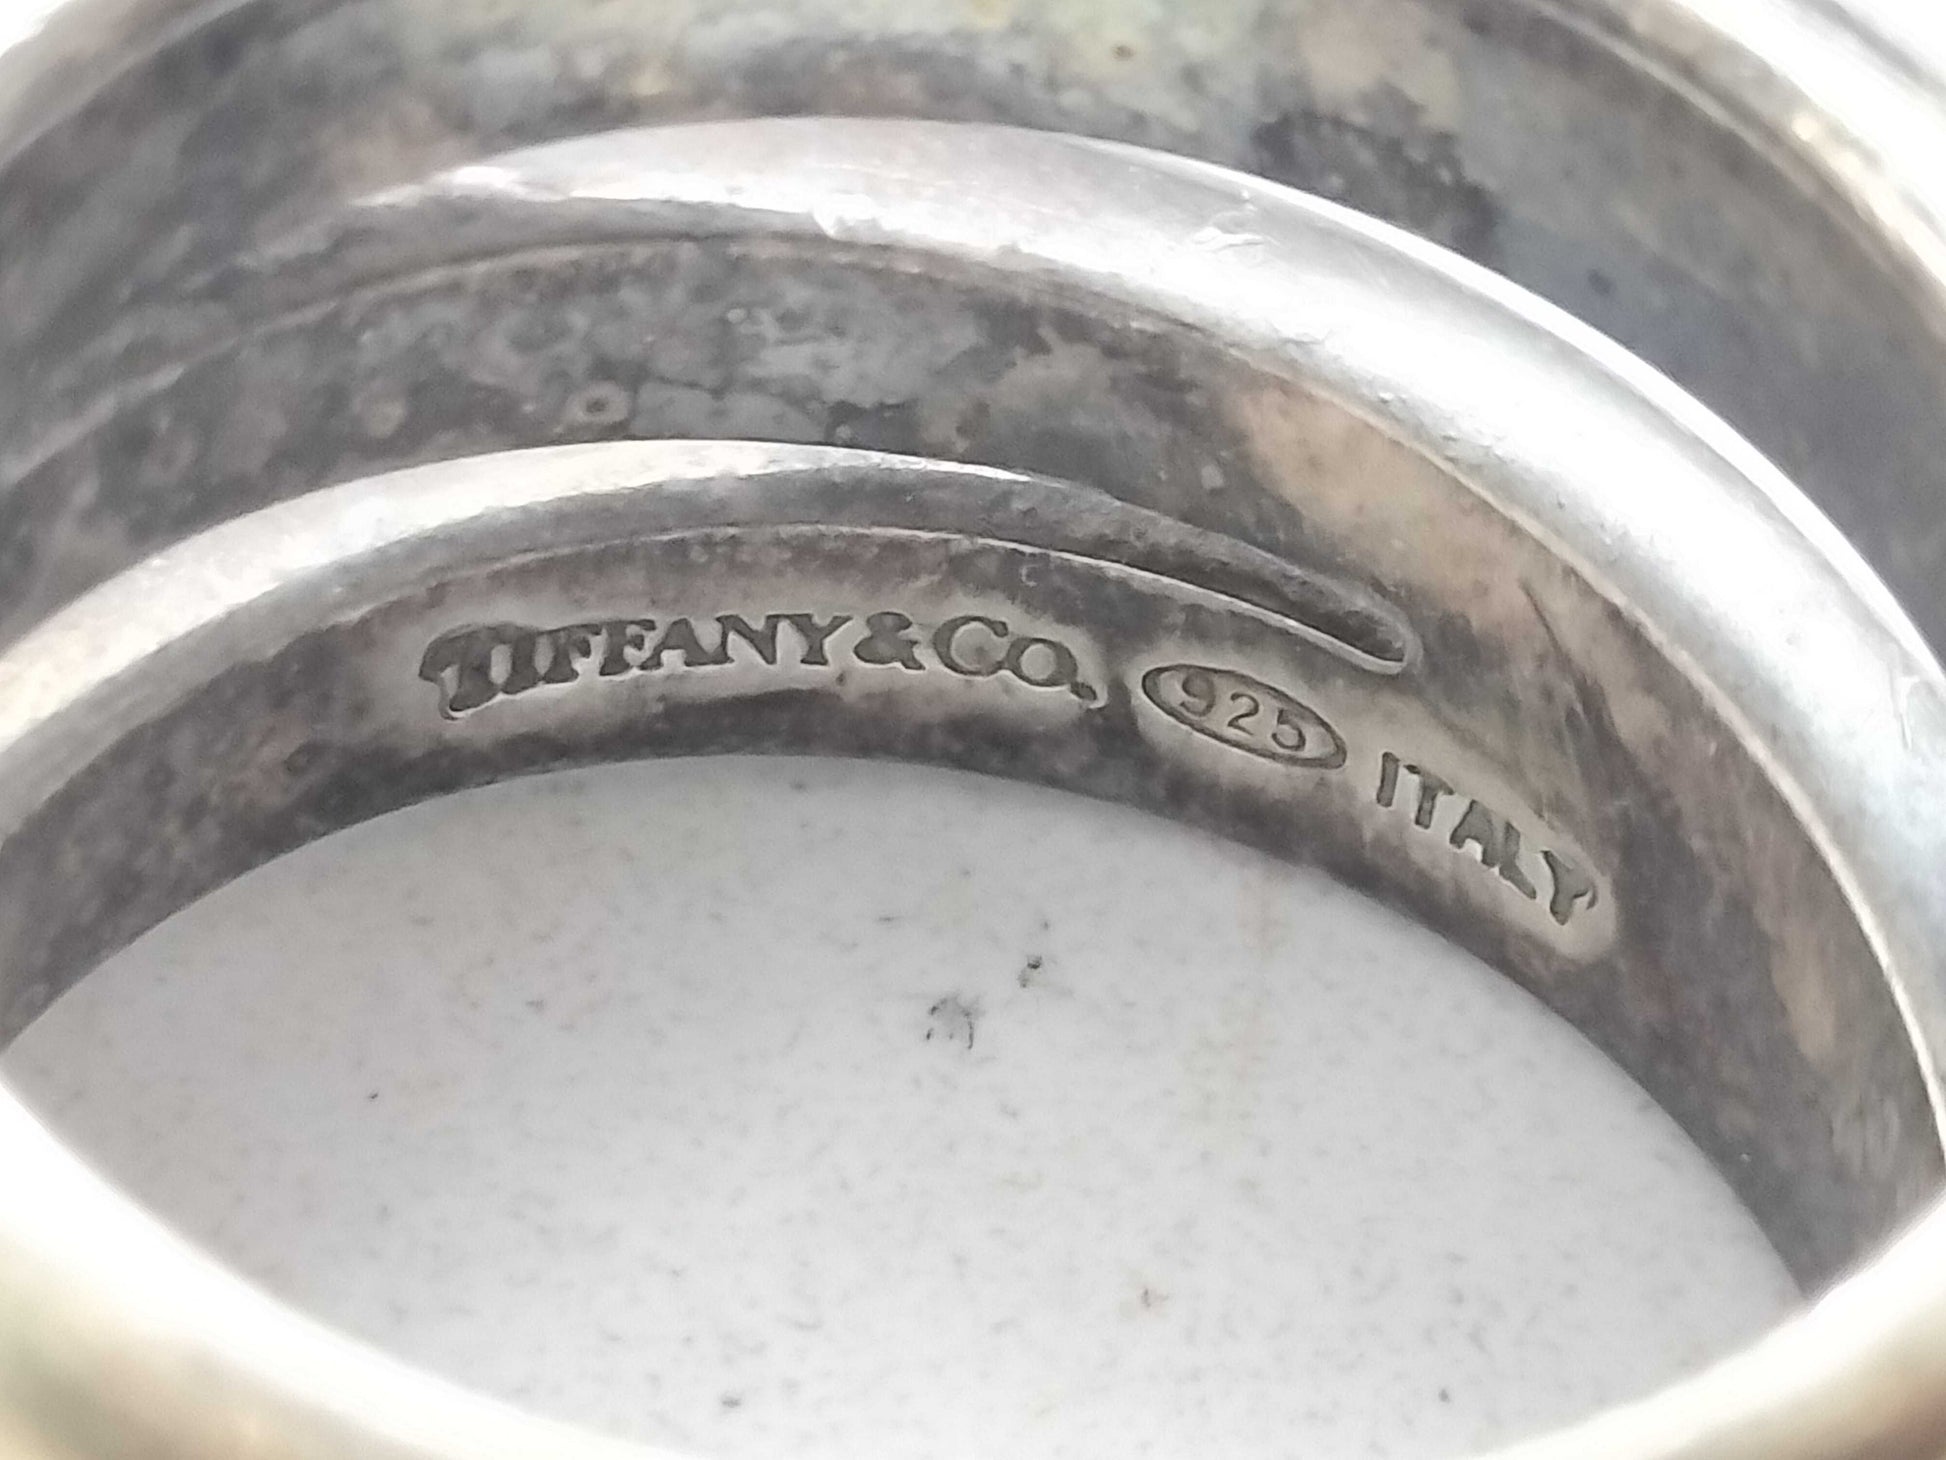 TIFFANY & CO. 925 ITALY